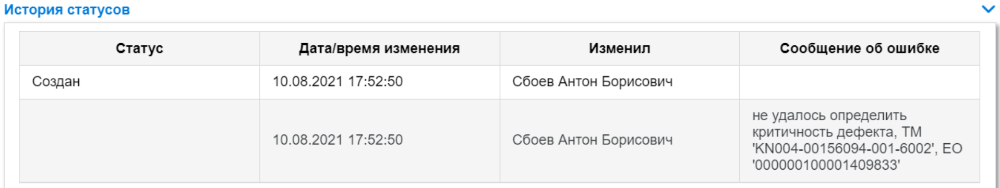 История статусов
Статус Дата/время изменения Изменил Сообщение об ошибке
Создан 10.08.2021 17:52:50 Сбоев Антон Борисович
10.08.2021 17:52:50 Сбоев Антон Борисович
не удалось определить
критичность дефекта, ТМ
'KN004-00156094-001-6002', ЕО
'000000100001409833'